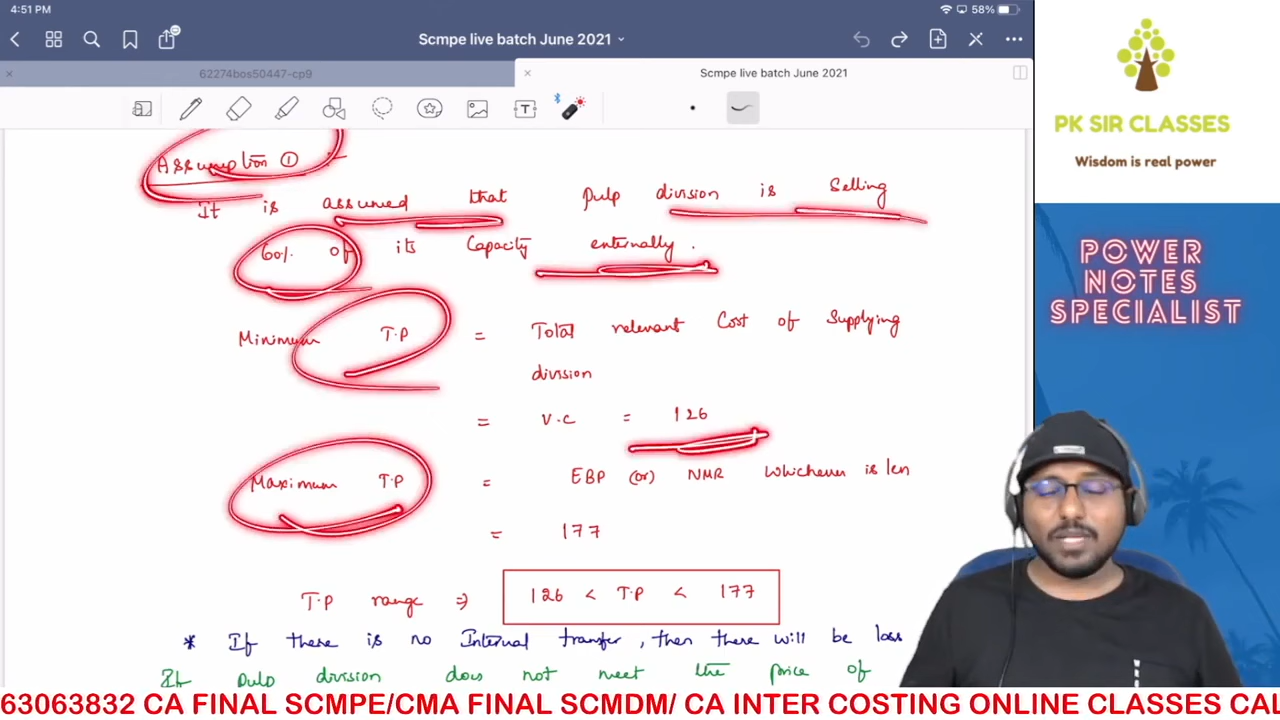 4:51 PM
58%
Scmpe live batch June 2021
62274bos50447-cp9
Scmpe live batch June 2021
Assumption ① :-
It is assumed that Pulp division is Selling
60% of its Capacity externally.
Minimum T.P = Total relevant Cost of Supplying
division
= V.C = 126
Maximum T.P = EBP (or) NMR Whichever is len
= 177
T.P range ⇒ 126 < T.P < 177
* If there is no Internal transfer, then there will be loss
If Pulp division does not meet the price of
PK SIR CLASSES
Wisdom is real power
POWER
NOTES
SPECIALIST
63063832 CA FINAL SCMPE/CMA FINAL SCMDM/ CA INTER COSTING ONLINE CLASSES CAL